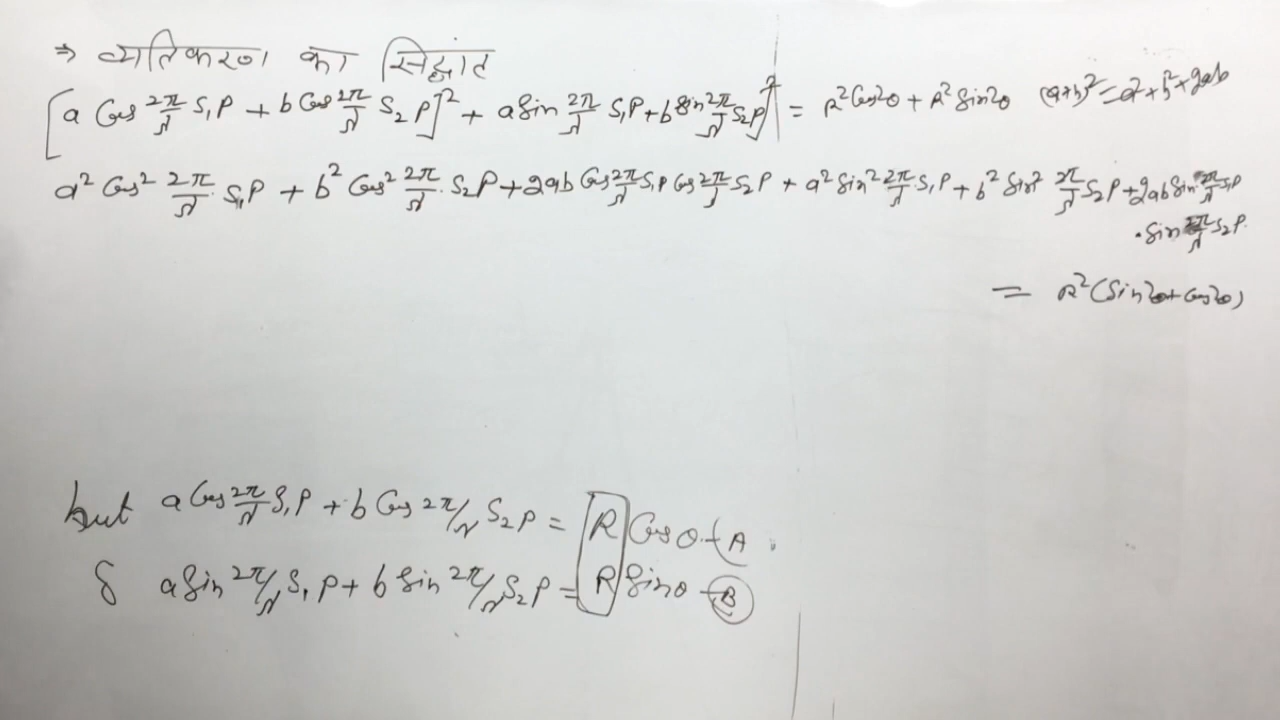 ⇒ व्यतिकरण का सिद्धांत
[a Cos 2π/λ S₁P + b Cos 2π/λ S₂P]² + a Sin 2π/λ S₁P + b Sin 2π/λ S₂P]² = R² Cos²θ + R² Sin²θ (a+b)² = a² + b² + 2ab
a² Cos² 2π/λ S₁P + b² Cos² 2π/λ S₂P + 2ab Cos 2π/λ S₁P Cos 2π/λ S₂P + a² Sin² 2π/λ S₁P + b² Sin² 2π/λ S₂P + 2ab Sin 2π/λ S₁P
. Sin 2π/λ S₂P.
= R² (Sin²θ + Cos²θ)
but a Cos 2π/λ S₁P + b Cos 2π/λ S₂P = R Cos θ - (A
& a Sin 2π/λ S₁P + b Sin 2π/λ S₂P = R Sin θ - (B)